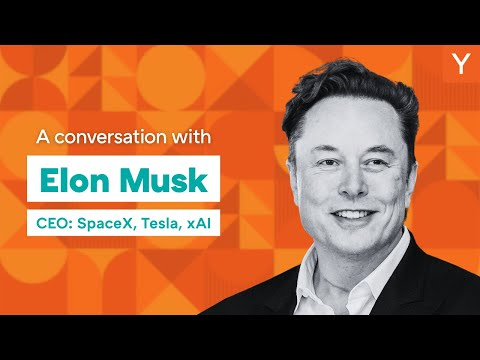 Y
A conversation with
Elon Musk
CEO: SpaceX, Tesla, xAI